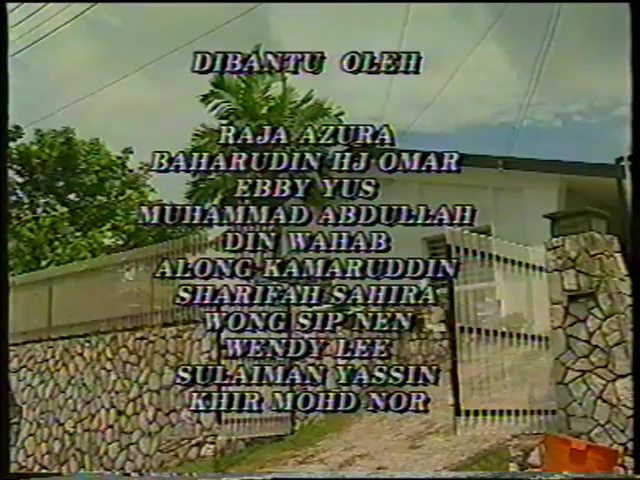 DIBANTU OLEH
RAJA AZURA
BAHARUDIN HJ OMAR
EBBY YUS
MUHAMMAD ABDULLAH
DIN WAHAB
ALONG KAMARUDDIN
SHARIFAH SAHIRA
WONG SIP NEN
WENDY LEE
SULAIMAN YASSIN
KHIR MOHD NOR